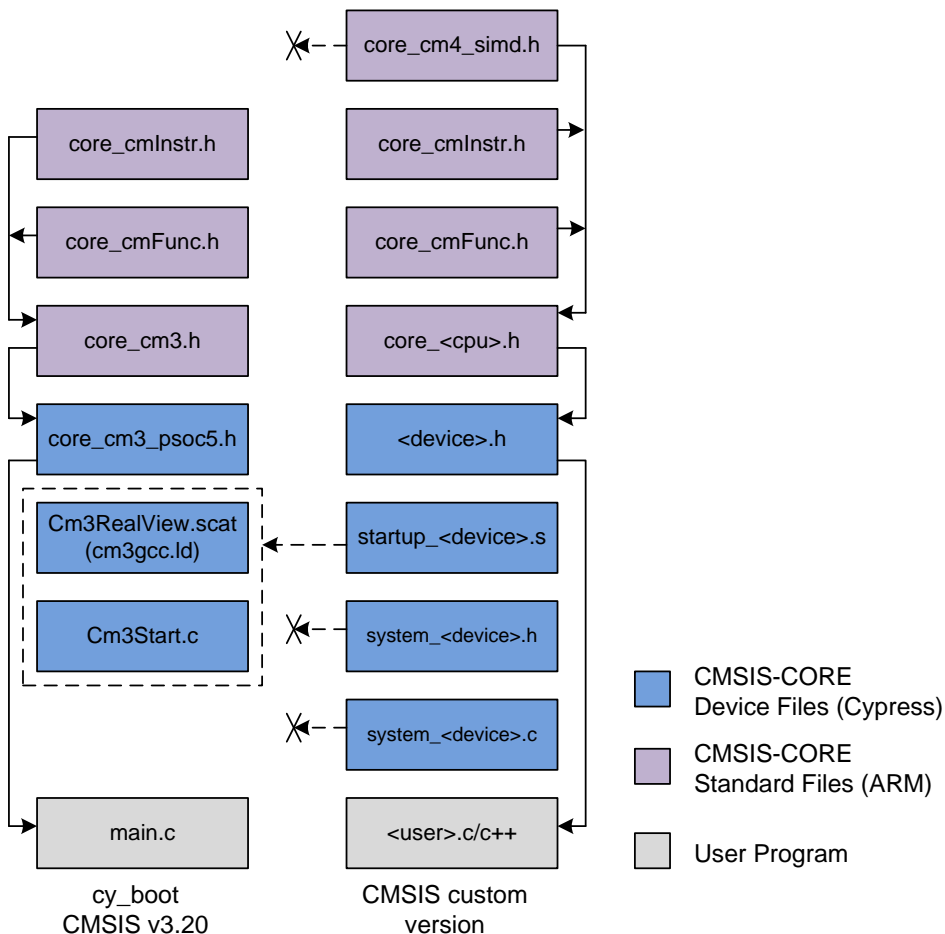 core_cm4_simd.h
core_cmInstr.h
core_cmInstr.h
core_cmFunc.h
core_cmFunc.h
core_cm3.h
core_<cpu>.h
core_cm3_psoc5.h
<device>.h
Cm3RealView.scat
(cm3gcc.ld)
startup_<device>.s
Cm3Start.c
system_<device>.h
system_<device>.c
main.c
<user>.c/c++
cy_boot
CMSIS v3.20
CMSIS custom
version
CMSIS-CORE
Device Files (Cypress)
CMSIS-CORE
Standard Files (ARM)
User Program